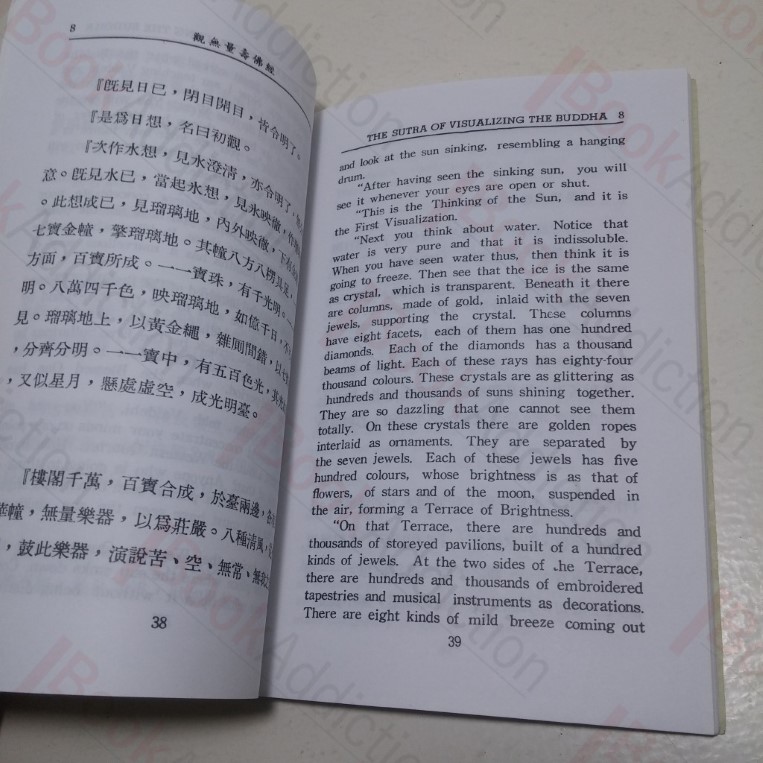 8
觀無量壽佛經
『既見日已，閉目開目，皆令明了。
『是爲日想，名曰初觀。
『次作水想，見水澄清，亦令明了，
意。既見水已，當起氷想，見氷映徹，作
。此想成已，見瑠璃地，內外映徹，下有
七寶金幢，擎瑠璃地。其幢八方八楞具足，
方面，百寶所成。一一寶珠，有千光明。
明。八萬四千色，映瑠璃地，如億千日，不
見。瑠璃地上，以黃金繩，雜廁間錯，以七
，分齊分明。一一寶中，有五百色光，其光
，又似星月，懸處虛空，成光明臺。
『樓閣千萬，百寶合成，於臺兩邊，各
華幢，無量樂器，以爲莊嚴。八種清風，
，鼓此樂器，演說苦、空、無常、無我
38
THE SUTRA OF VISUALIZING THE BUDDHA 8
and look at the sun sinking, resembling a hanging
drum.
"After having seen the sinking sun, you will
see it whenever your eyes are open or shut.
"This is the Thinking of the Sun, and it is
the First Visualization.
"Next you think about water. Notice that
water is very pure and that it is indissoluble.
When you have seen water thus, then think it is
going to freeze. Then see that the ice is the same
as crystal, which is transparent. Beneath it there
are columns, made of gold, inlaid with the seven
jewels, supporting the crystal. These columns
have eight facets, each of them has one hundred
diamonds. Each of the diamonds has a thousand
beams of light. Each of these rays has eighty-four
thousand colours. These crystals are as glittering as
hundreds and thousands of suns shining together.
They are so dazzling that one cannot see them
totally. On these crystals there are golden ropes
interlaid as ornaments. They are separated by
the seven jewels. Each of these jewels has five
hundred colours, whose brightness is as that of
flowers, of stars and of the moon, suspended in
the air, forming a Terrace of Brightness.
"On that Terrace, there are hundreds and
thousands of storeyed pavilions, built of a hundred
kinds of jewels. At the two sides of the Terrace,
there are hundreds and thousands of embroidered
tapestries and musical instruments as decorations.
There are eight kinds of mild breeze coming out
39
BookAddiction